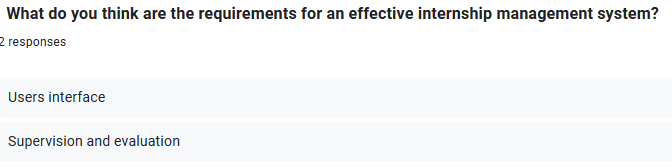 What do you think are the requirements for an effective internship management system?
2 responses
Users interface
Supervision and evaluation